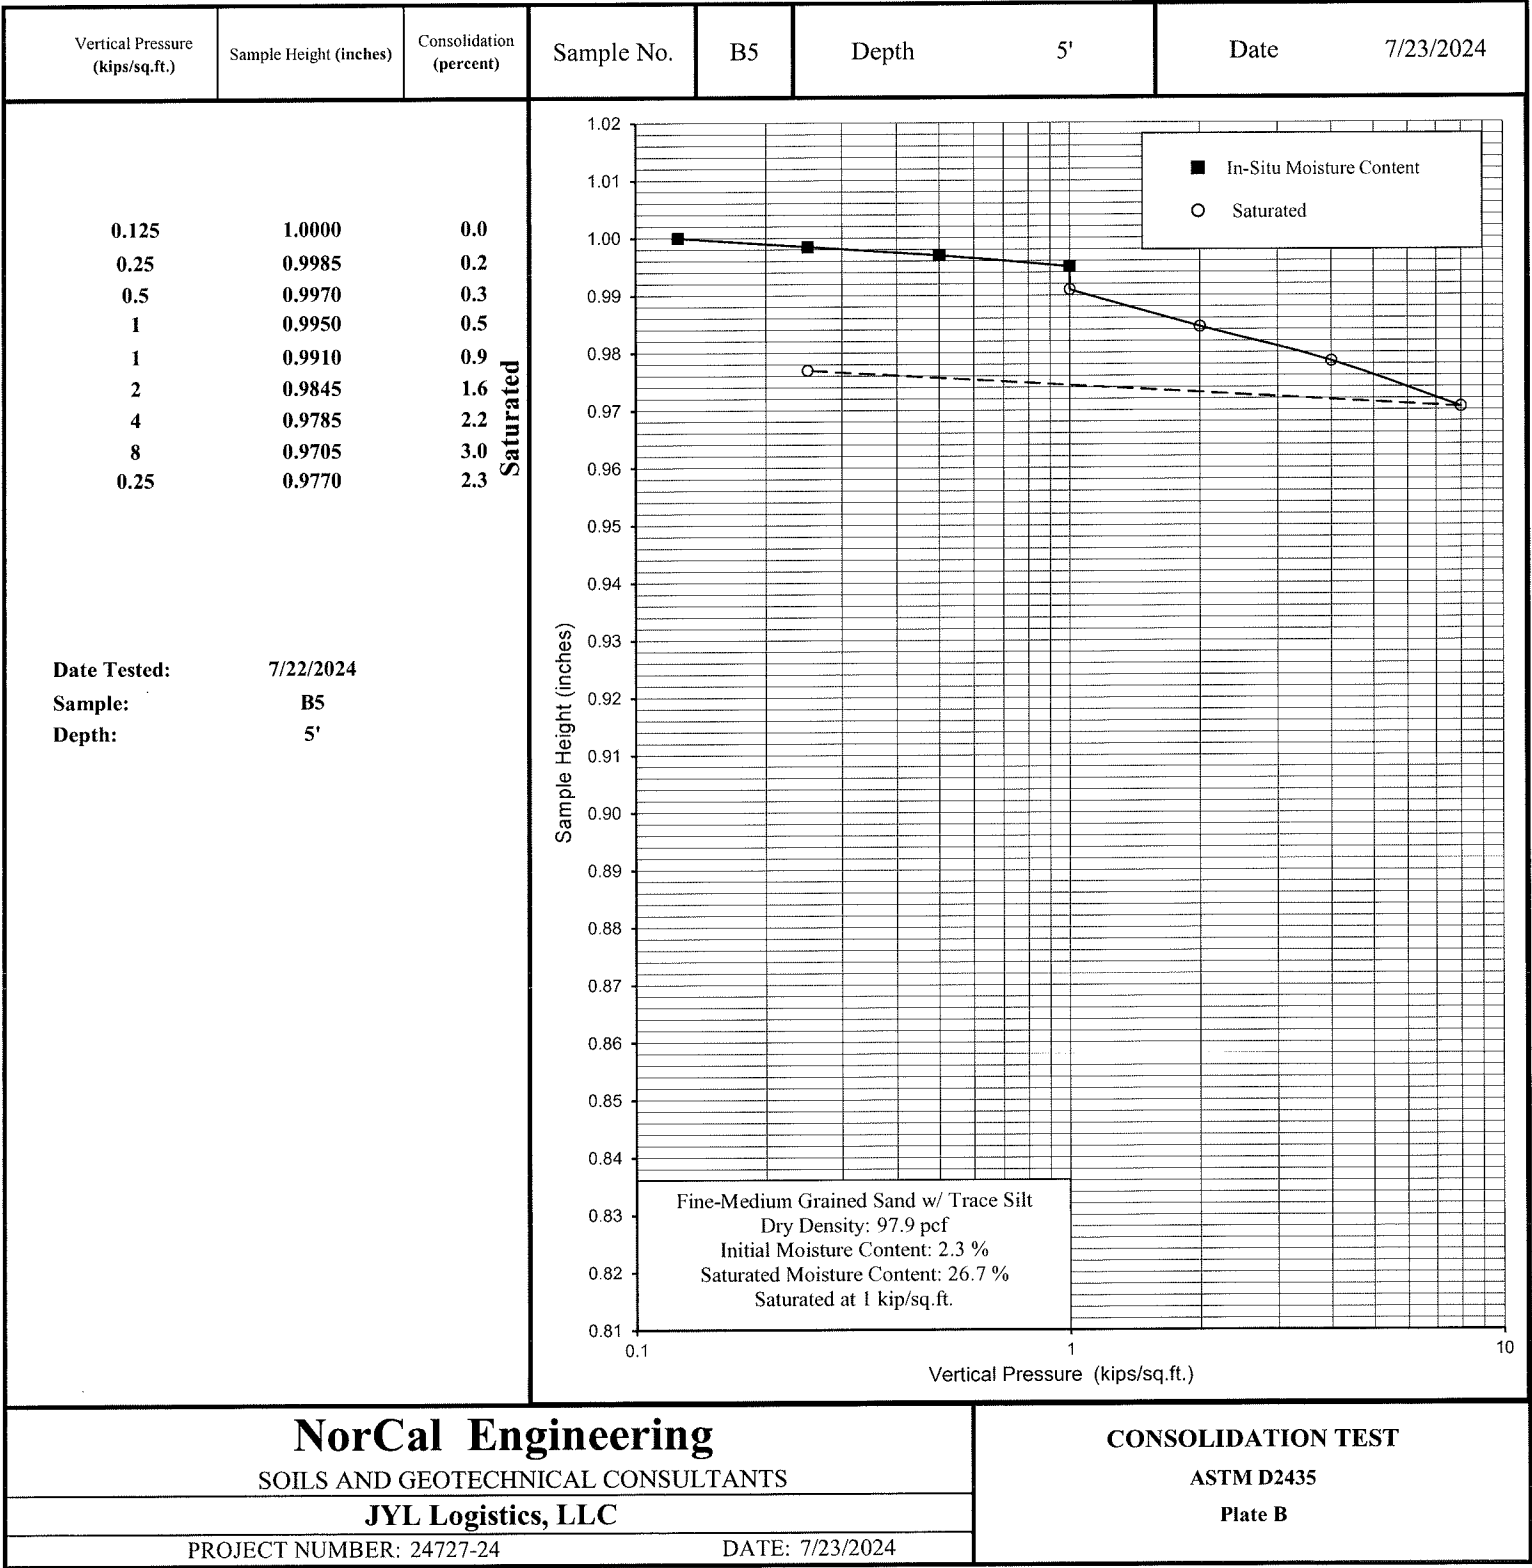 Vertical Pressure
(kips/sq.ft.)
Sample Height (inches)
Consolidation
(percent)
Sample No.
B5
Depth
5'
Date
7/23/2024
0.125 1.0000 0.0
0.25 0.9985 0.2
0.5 0.9970 0.3
1 0.9950 0.5
1 0.9910 0.9
2 0.9845 1.6
4 0.9785 2.2
8 0.9705 3.0
0.25 0.9770 2.3
Saturated
Date Tested: 7/22/2024
Sample: B5
Depth: 5'
In-Situ Moisture Content
Saturated
1.02
1.01
1.00
0.99
0.98
0.97
0.96
0.95
0.94
0.93
0.92
0.91
0.90
0.89
0.88
0.87
0.86
0.85
0.84
0.83
0.82
0.81
Sample Height (inches)
Fine-Medium Grained Sand w/ Trace Silt
Dry Density: 97.9 pcf
Initial Moisture Content: 2.3 %
Saturated Moisture Content: 26.7 %
Saturated at 1 kip/sq.ft.
0.1 1 10
Vertical Pressure (kips/sq.ft.)
NorCal Engineering
SOILS AND GEOTECHNICAL CONSULTANTS
JYL Logistics, LLC
PROJECT NUMBER: 24727-24 DATE: 7/23/2024
CONSOLIDATION TEST
ASTM D2435
Plate B